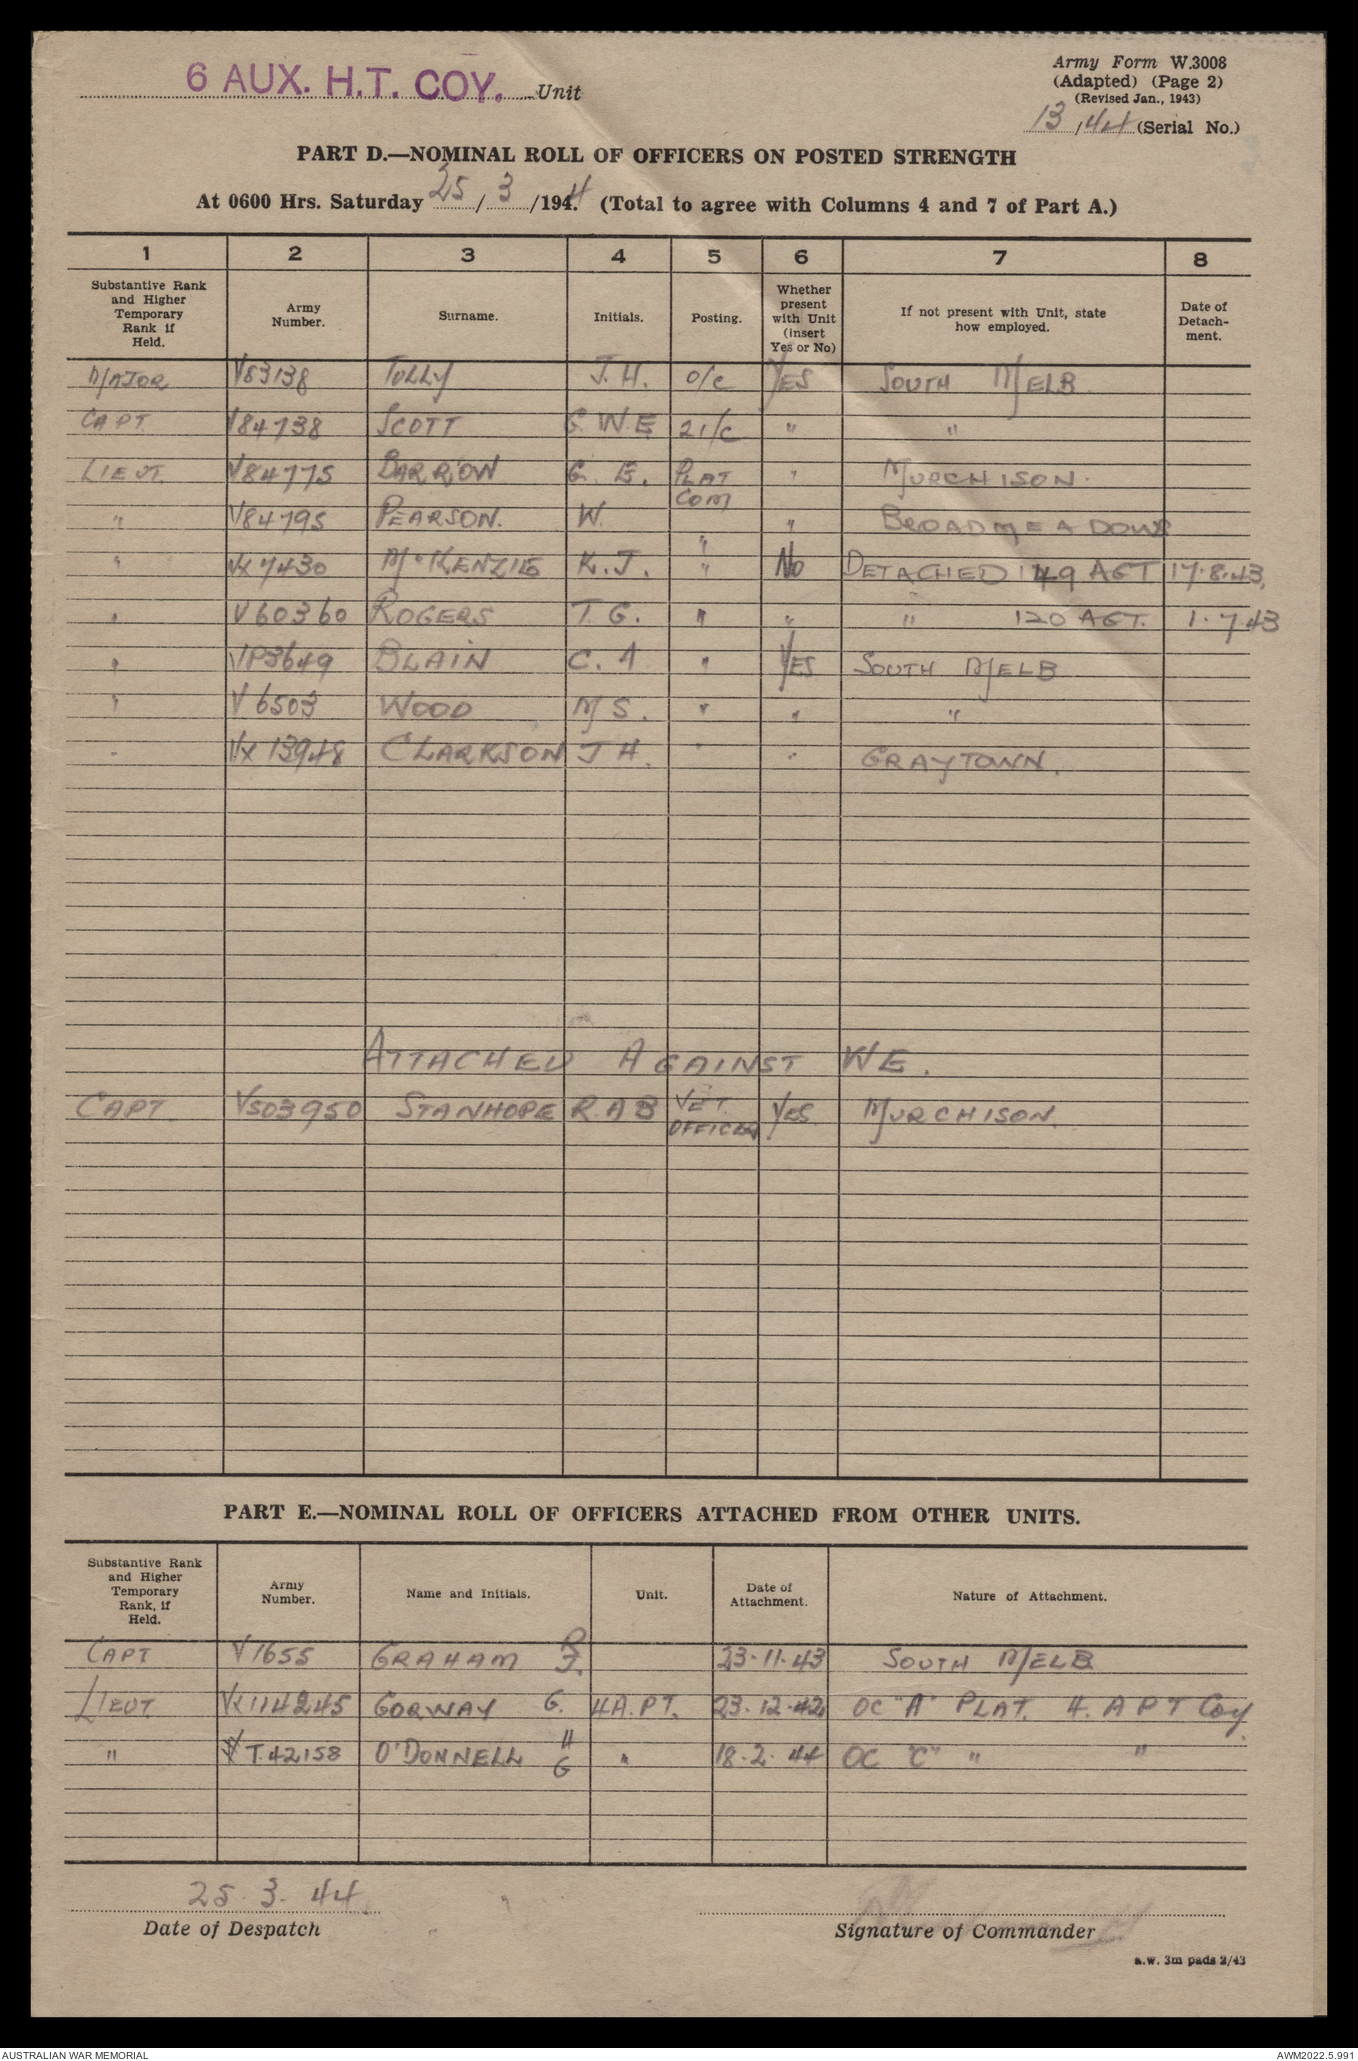 6 AUX. H.T. COY. Unit
Army Form W.3008
(Adapted) (Page 2)
(Revised Jan., 1943)
13/44 (Serial No.)
PART D.—NOMINAL ROLL OF OFFICERS ON POSTED STRENGTH
At 0600 Hrs. Saturday 25/3/1944 (Total to agree with Columns 4 and 7 of Part A.)
1 2 3 4 5 6 7 8
Substantive Rank and Higher Temporary Rank if Held. Army Number. Surname. Initials. Posting. Whether present with Unit (insert Yes or No) If not present with Unit, state how employed. Date of Detachment.
MAJOR V83138 TULLY J.H. O/C YES SOUTH MELB.
CAPT. V84738 SCOTT G.W.E 2I/C " "
LIEUT. V84775 BARROW G.E. PLAT COM " MURCHISON.
" V84795 PEARSON. W. " " BROADMEADOWS
" VX7430 McKENZIE K.J. " No DETACHED 149 AGT 17.8.43.
" V60360 ROGERS T.G. " " " 120 AGT. 1.7.43
" VP3649 BLAIN C.A " YES SOUTH MELB
" V6503 WOOD M S. " " "
" VX13948 CLARKSON J H. " " GRAYTOWN.
ATTACHED AGAINST WE.
CAPT VS03950 STANHOPE R.A B VET. OFFICER YES. MURCHISON.
PART E.—NOMINAL ROLL OF OFFICERS ATTACHED FROM OTHER UNITS.
Substantive Rank and Higher Temporary Rank, if Held. Army Number. Name and Initials. Unit. Date of Attachment. Nature of Attachment.
CAPT V1655 GRAHAM J. 23.11.43 SOUTH MELB
LIEUT. VX114245 GORWAY G. 4A.P.T. 23.12.42 OC "A" PLAT. 4. A P T Coy
" T.42158 O'DONNELL H G " 18.2.44 OC "C" " "
25.3.44.
Date of Despatch
Signature of Commander
a.w. 3m pads 2/43
AUSTRALIAN WAR MEMORIAL
AWM2022.5.991